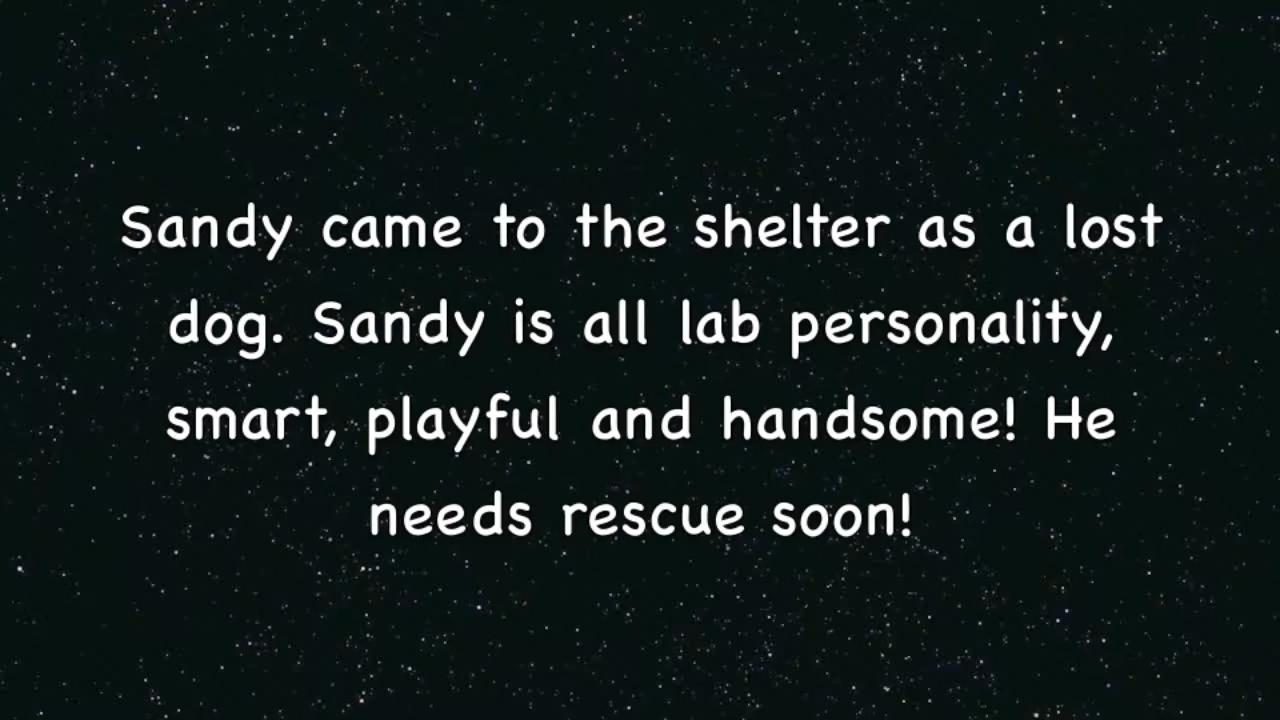 Sandy came to the shelter as a lost
dog. Sandy is all lab personality,
smart, playful and handsome! He
needs rescue soon!